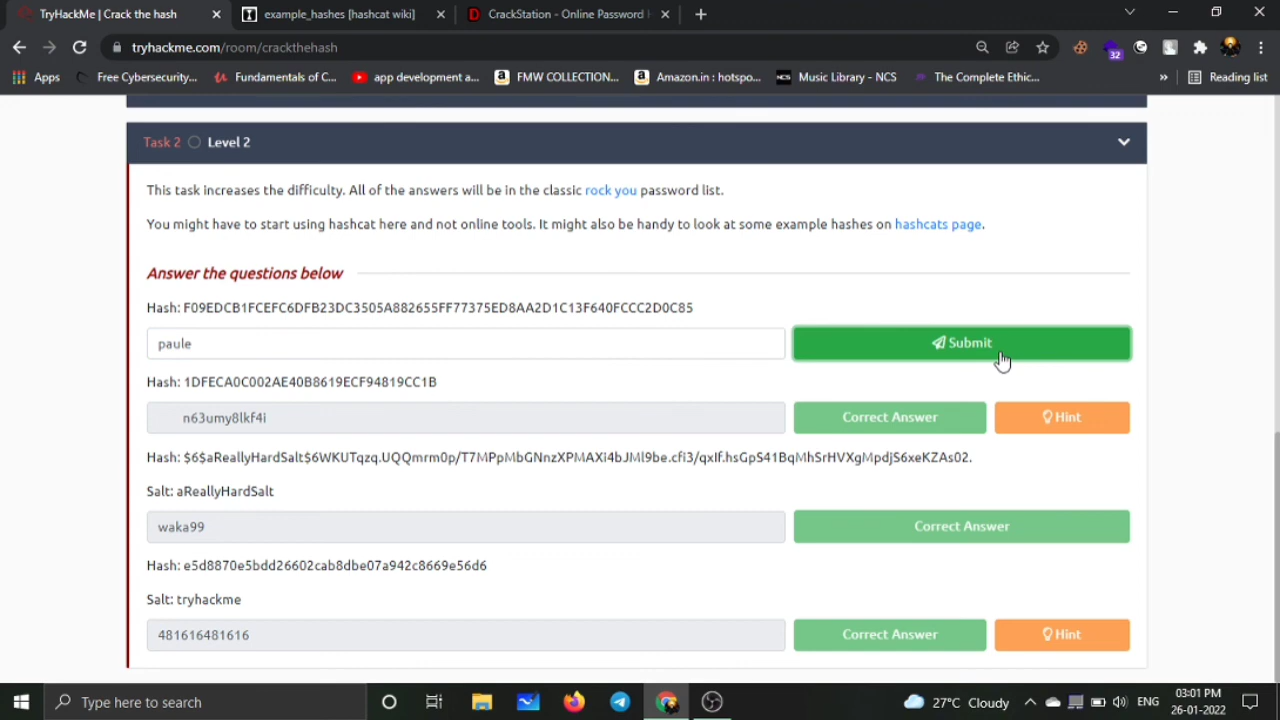 TryHackMe | Crack the hash
example_hashes [hashcat wiki]
CrackStation - Online Password
tryhackme.com/room/crackthehash
32
Apps
Free Cybersecurity...
Fundamentals of C...
app development a...
FMW COLLECTION...
Amazon.in : hotspo...
NCS
Music Library - NCS
The Complete Ethic...
»
Reading list
Task 2
Level 2
This task increases the difficulty. All of the answers will be in the classic rock you password list.
You might have to start using hashcat here and not online tools. It might also be handy to look at some example hashes on hashcats page.
Answer the questions below
Hash: F09EDCB1FCEFC6DFB23DC3505A882655FF77375ED8AA2D1C13F640FCCC2D0C85
paule
Submit
Hash: 1DFECA0C002AE40B8619ECF94819CC1B
n63umy8lkf4i
Correct Answer
Hint
Hash: $6$aReallyHardSalt$6WKUTqzq.UQQmrm0p/T7MPpMbGNnzXPMAXi4bJMl9be.cfi3/qxIf.hsGpS41BqMhSrHVXgMpdjS6xeKZAs02.
Salt: aReallyHardSalt
waka99
Correct Answer
Hash: e5d8870e5bdd26602cab8dbe07a942c8669e56d6
Salt: tryhackme
481616481616
Correct Answer
Hint
Type here to search
27°C Cloudy
ENG
03:01 PM
26-01-2022